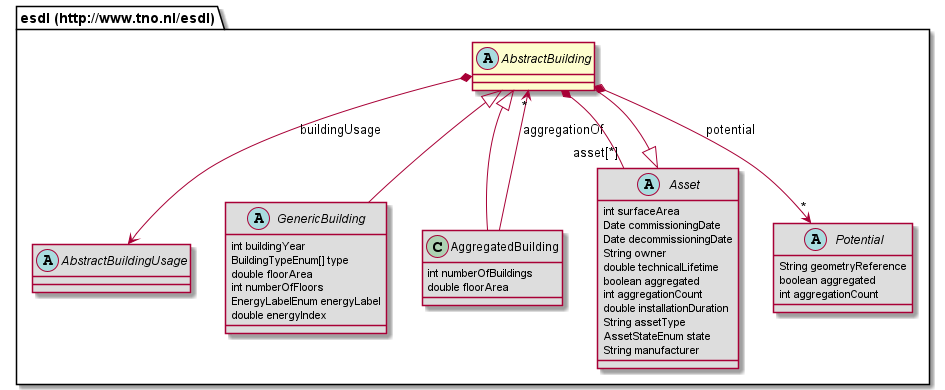 esdl (http://www.tno.nl/esdl)
A AbstractBuilding
buildingUsage
*
aggregationOf
potential
asset[*]
*
A AbstractBuildingUsage
A GenericBuilding
int buildingYear
BuildingTypeEnum[] type
double floorArea
int numberOfFloors
EnergyLabelEnum energyLabel
double energyIndex
C AggregatedBuilding
int numberOfBuildings
double floorArea
A Asset
int surfaceArea
Date commissioningDate
Date decommissioningDate
String owner
double technicalLifetime
boolean aggregated
int aggregationCount
double installationDuration
String assetType
AssetStateEnum state
String manufacturer
A Potential
String geometryReference
boolean aggregated
int aggregationCount